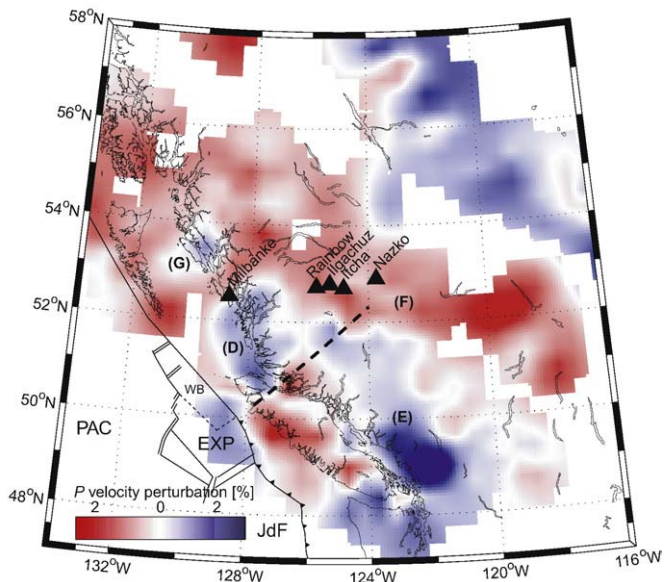 58°N
56°N
54°N
52°N
50°N
48°N
(G)
Milbanke
Rainbow
Ilgachuz
Itcha
Nazko
(F)
(D)
(E)
WB
PAC
EXP
P velocity perturbation [%]
2 0 2
JdF
132°W
128°W
124°W
120°W
116°W